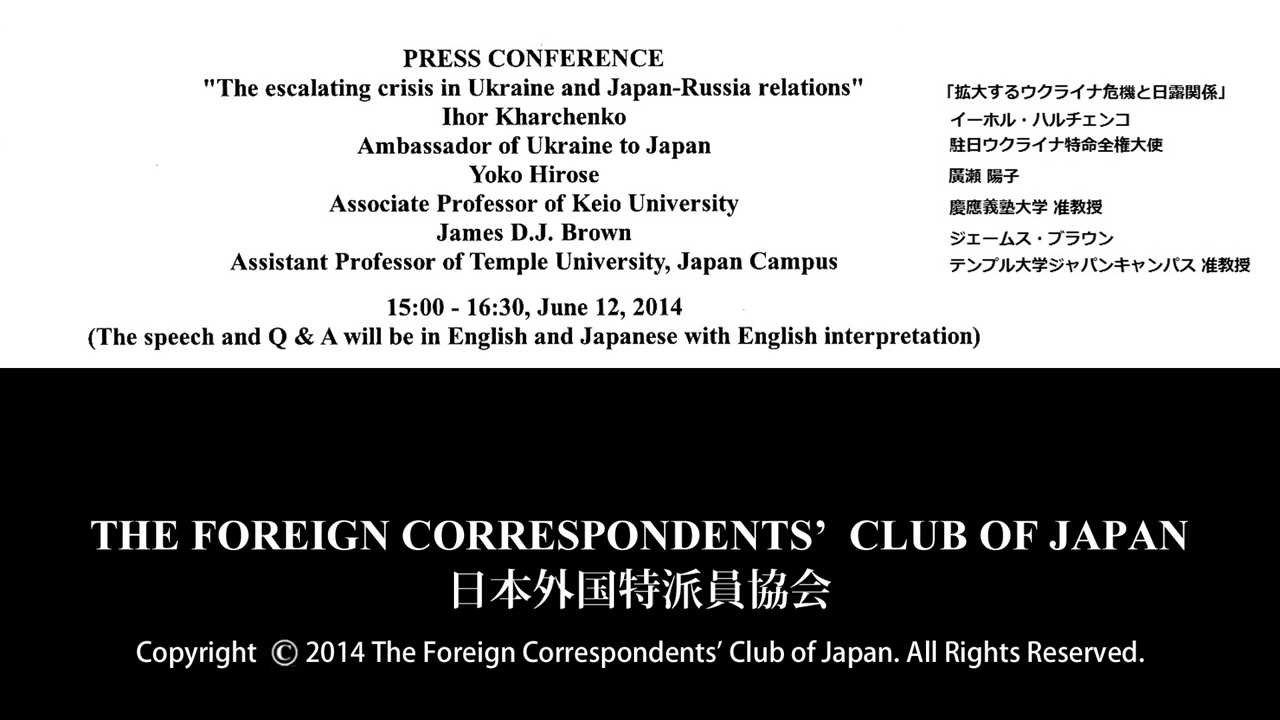 PRESS CONFERENCE
"The escalating crisis in Ukraine and Japan-Russia relations"
Ihor Kharchenko
Ambassador of Ukraine to Japan
Yoko Hirose
Associate Professor of Keio University
James D.J. Brown
Assistant Professor of Temple University, Japan Campus
15:00 - 16:30, June 12, 2014
(The speech and Q & A will be in English and Japanese with English interpretation)
「拡大するウクライナ危機と日露関係」
イーホル・ハルチェンコ
駐日ウクライナ特命全権大使
廣瀬 陽子
慶應義塾大学 准教授
ジェームス・ブラウン
テンプル大学ジャパンキャンパス 准教授
THE FOREIGN CORRESPONDENTS’ CLUB OF JAPAN
日本外国特派員協会
Copyright © 2014 The Foreign Correspondents’ Club of Japan. All Rights Reserved.